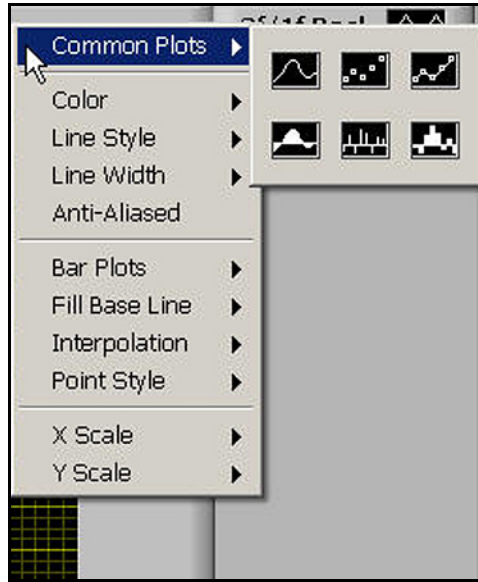 Common Plots
Color
Line Style
Line Width
Anti-Aliased
Bar Plots
Fill Base Line
Interpolation
Point Style
X Scale
Y Scale